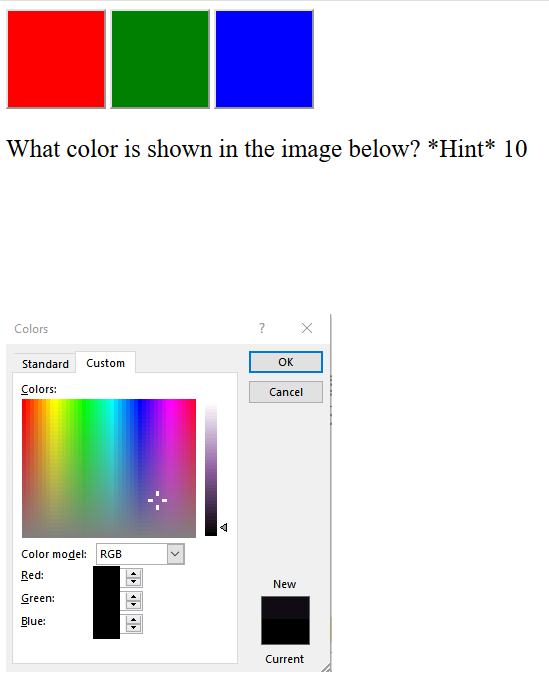 What color is shown in the image below? *Hint* 10
Colors ?
Standard Custom OK
Colors: Cancel
Color model: RGB
Red:
Green:
Blue:
New
Current